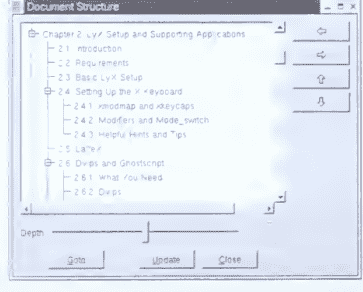 Document Structure
Chapter 2 LyX Setup and Supporting Applications
2.1 Introduction
2.2 Requirements
2.3 Basic LyX Setup
2.4 Setting Up the X Keyboard
2.4.1 xmodmap and xKeycaps
2.4.2 Modifiers and Mode_switch
2.4.3 Helpful Hints and Tips
2.5 LaTeX
2.6 Dvips and Ghostscript
2.6.1 What You Need
2.6.2 Dvips
Depth
Goto Update Close